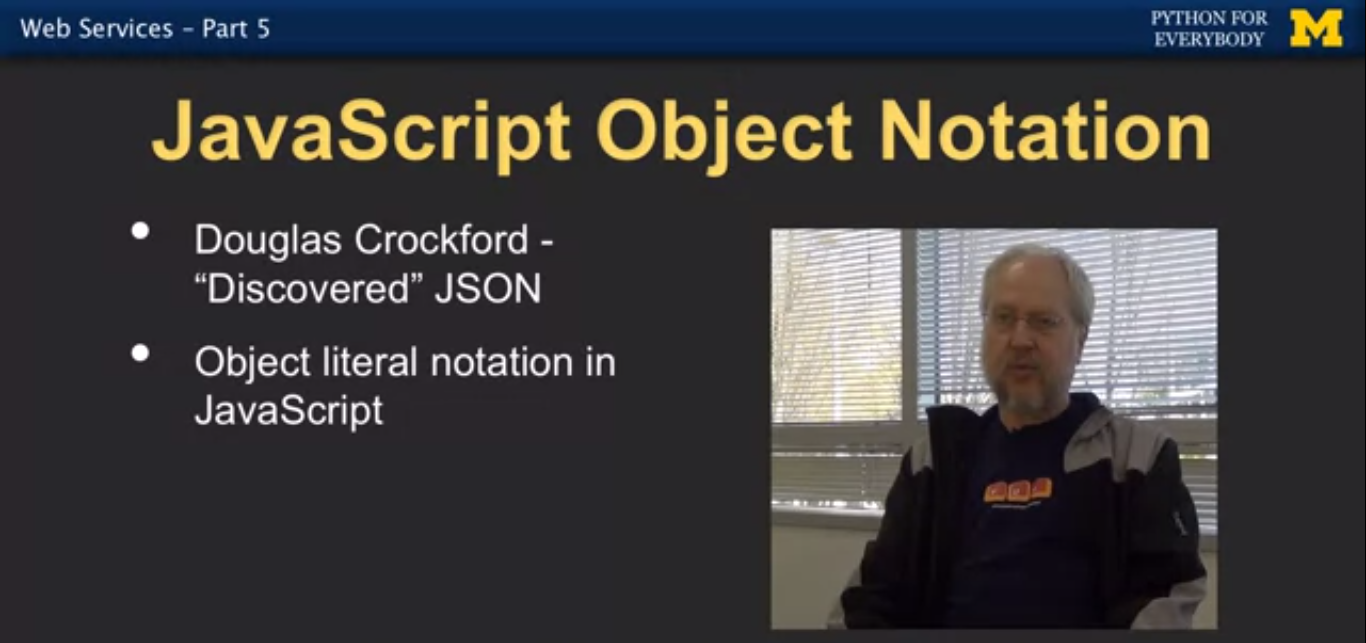 Web Services – Part 5
PYTHON FOR
EVERYBODY
M
JavaScript Object Notation
• Douglas Crockford -
“Discovered” JSON
• Object literal notation in
JavaScript